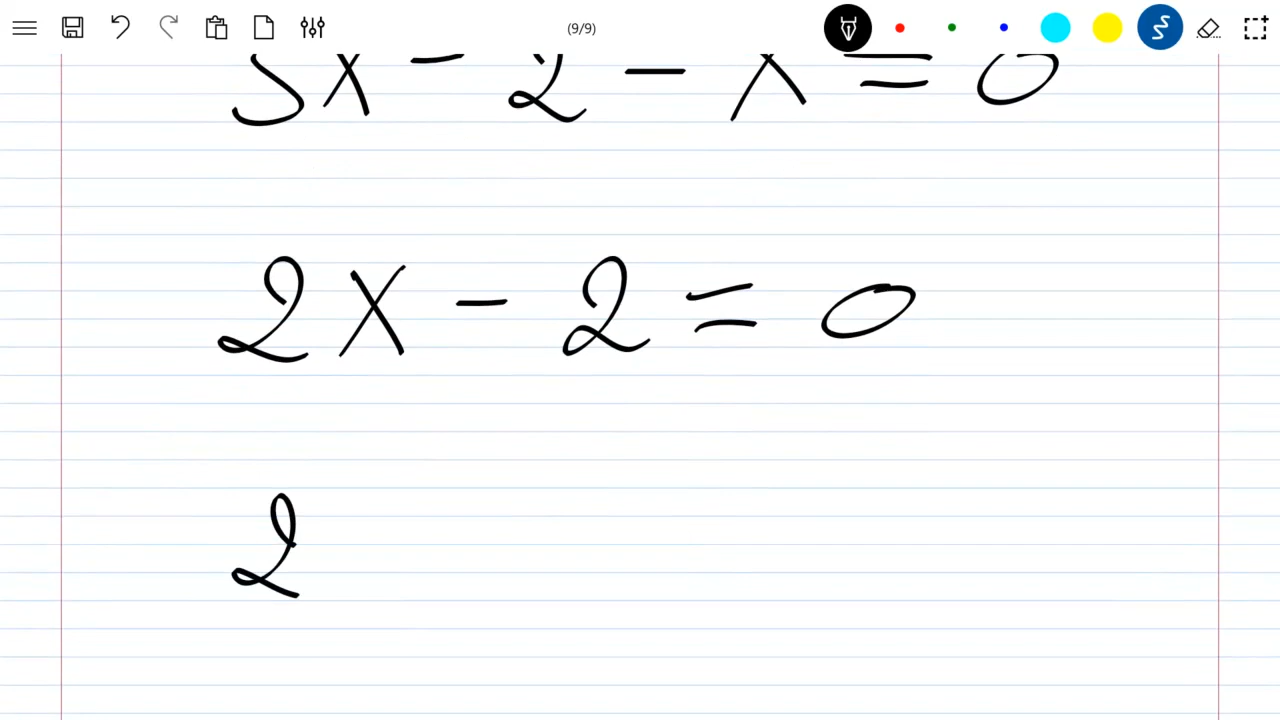 (9/9)
3x - 2 - x = 0
2x - 2 = 0
2